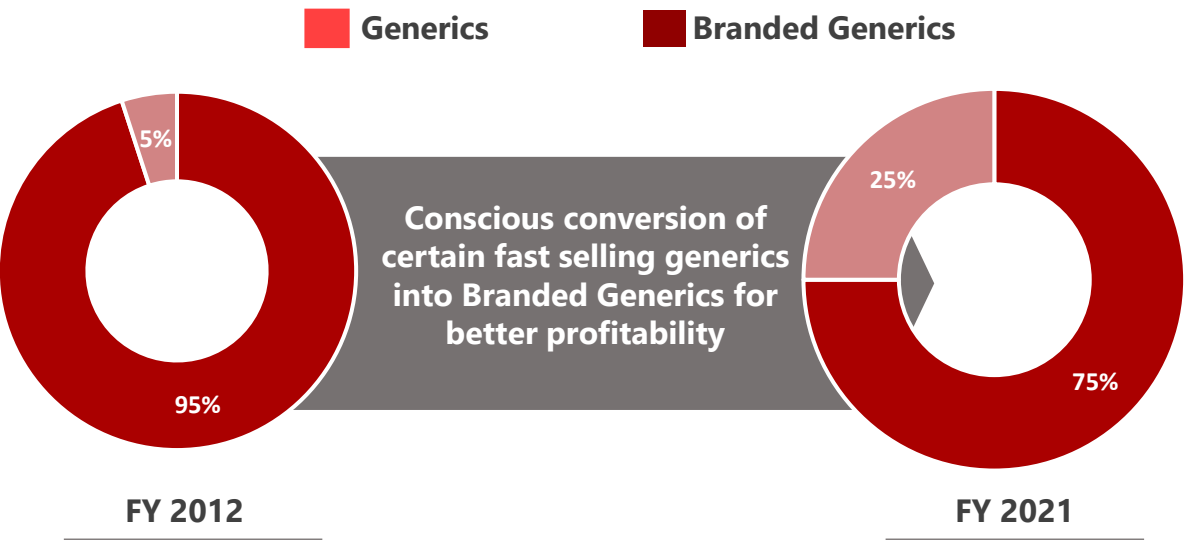 Generics
Branded Generics
5%
95%
Conscious conversion of
certain fast selling generics
into Branded Generics for
better profitability
25%
75%
FY 2012
FY 2021